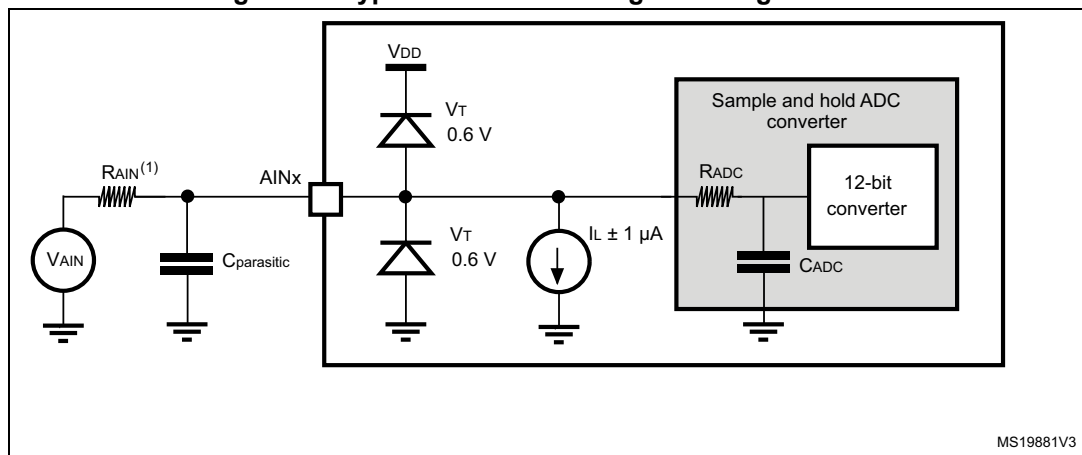 VDD
Sample and hold ADC
converter
VT
0.6 V
RAIN(1)
AINx
RADC
12-bit
converter
VT
0.6 V
IL ± 1 µA
VAIN
Cparasitic
CADC
MS19881V3